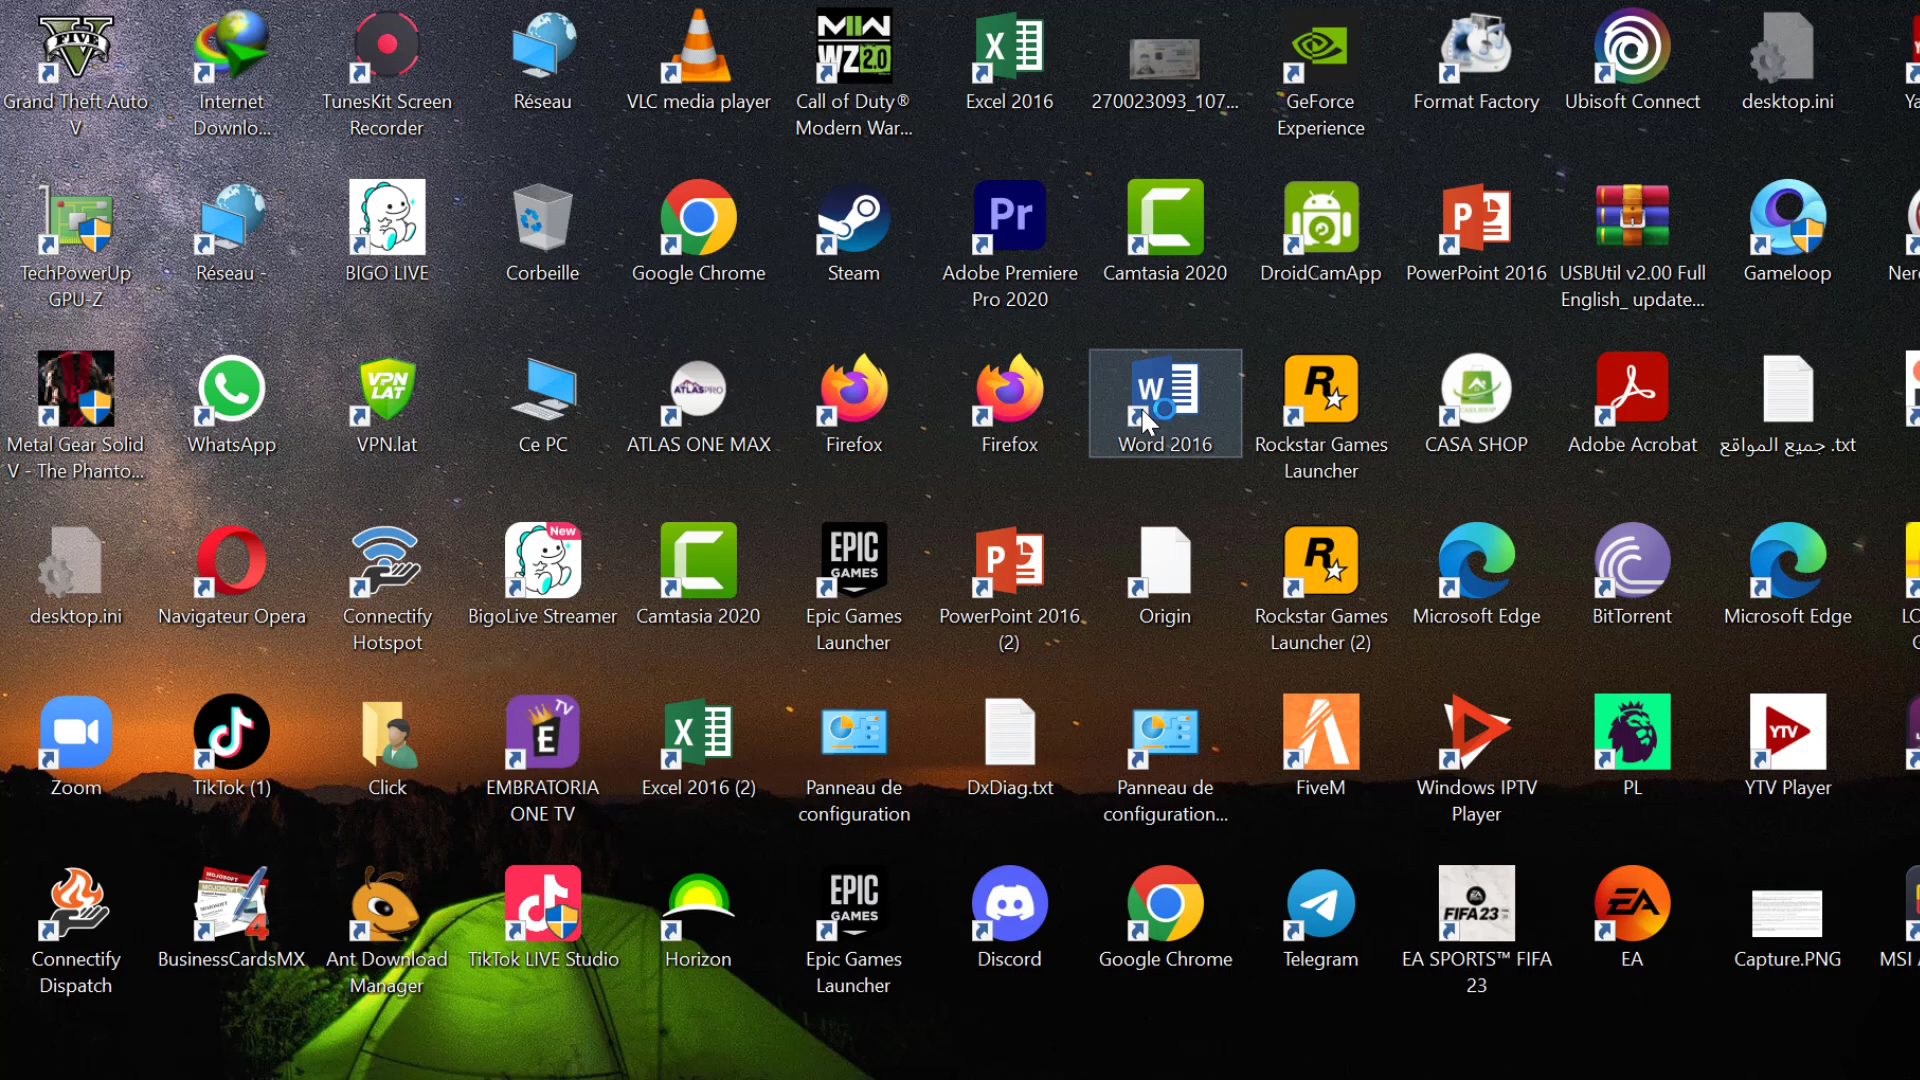 Grand Theft Auto
V
Internet
Downlo...
TunesKit Screen
Recorder
Réseau
VLC media player
Call of Duty®
Modern War...
Excel 2016
270023093_107...
GeForce
Experience
Format Factory
Ubisoft Connect
desktop.ini
TechPowerUp
GPU-Z
Réseau -
BIGO LIVE
Corbeille
Google Chrome
Steam
Adobe Premiere
Pro 2020
Camtasia 2020
DroidCamApp
PowerPoint 2016
USBUtil v2.00 Full
English_ update...
Gameloop
Metal Gear Solid
V - The Phanto...
WhatsApp
VPN.lat
Ce PC
ATLAS ONE MAX
Firefox
Firefox
Word 2016
Rockstar Games
Launcher
CASA SHOP
Adobe Acrobat
جميع المواقع .txt
desktop.ini
Navigateur Opera
Connectify
Hotspot
BigoLive Streamer
Camtasia 2020
Epic Games
Launcher
PowerPoint 2016
(2)
Origin
Rockstar Games
Launcher (2)
Microsoft Edge
BitTorrent
Microsoft Edge
Zoom
TikTok (1)
Click
EMBRATORIA
ONE TV
Excel 2016 (2)
Panneau de
configuration
DxDiag.txt
Panneau de
configuration...
FiveM
Windows IPTV
Player
PL
YTV Player
Connectify
Dispatch
BusinessCardsMX
Ant Download
Manager
TikTok LIVE Studio
Horizon
Epic Games
Launcher
Discord
Google Chrome
Telegram
EA SPORTS™ FIFA
23
EA
Capture.PNG
MSI